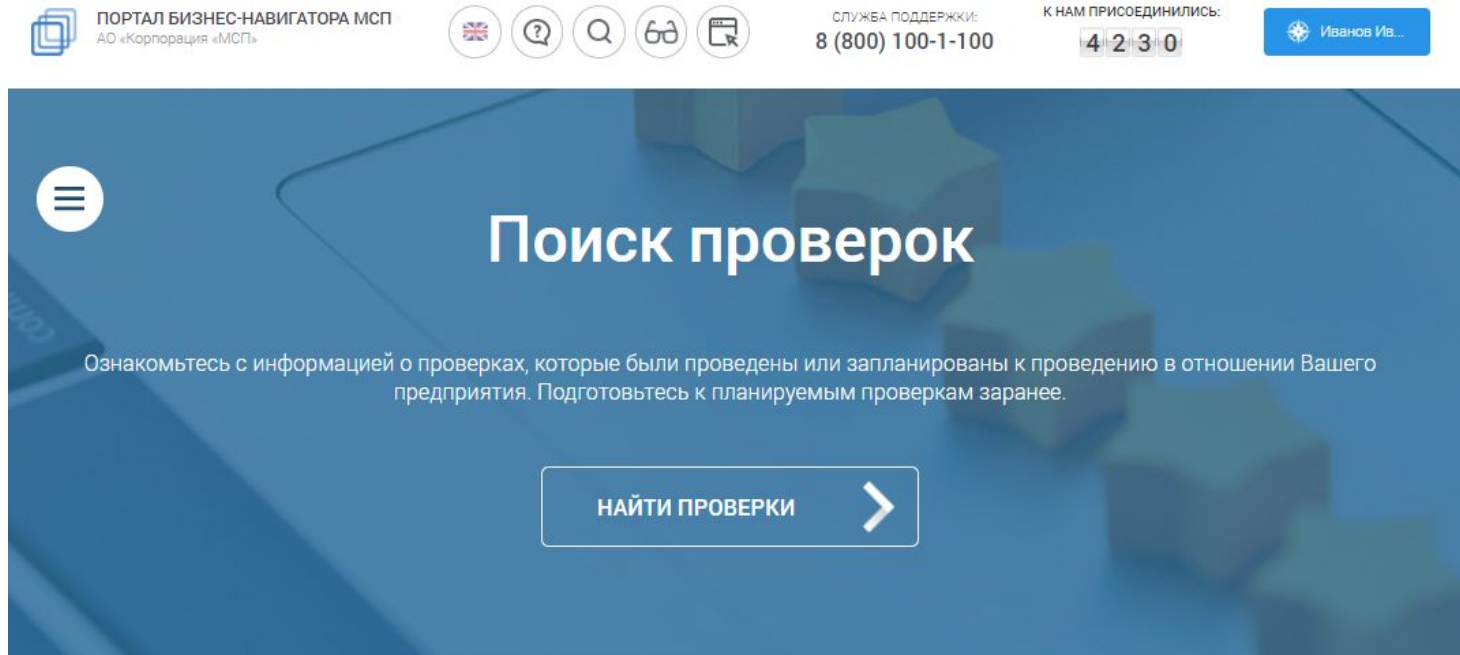 ПОРТАЛ БИЗНЕС-НАВИГАТОРА МСП
АО «Корпорация «МСП»
СЛУЖБА ПОДДЕРЖКИ:
8 (800) 100-1-100
К НАМ ПРИСОЕДИНИЛИСЬ:
4230
Иванов Ив...
Поиск проверок
Ознакомьтесь с информацией о проверках, которые были проведены или запланированы к проведению в отношении Вашего
предприятия. Подготовьтесь к планируемым проверкам заранее.
НАЙТИ ПРОВЕРКИ